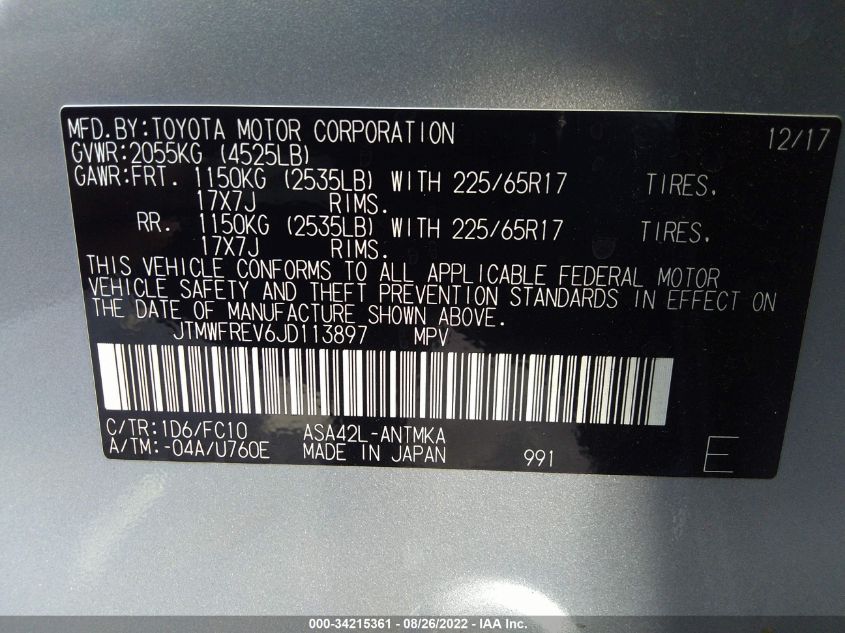 MFD.BY:TOYOTA MOTOR CORPORATION 12/17
GVWR:2055KG (4525LB)
GAWR:FRT. 1150KG (2535LB) WITH 225/65R17 TIRES.
17X7J RIMS.
RR. 1150KG (2535LB) WITH 225/65R17 TIRES.
17X7J RIMS.
THIS VEHICLE CONFORMS TO ALL APPLICABLE FEDERAL MOTOR
VEHICLE SAFETY AND THEFT PREVENTION STANDARDS IN EFFECT ON
THE DATE OF MANUFACTURE SHOWN ABOVE.
JTMWFREV6JD113897 MPV
C/TR:1D6/FC10 ASA42L-ANTMKA
A/TM:-04A/U760E MADE IN JAPAN 991 E
000-34215361 - 08/26/2022 - IAA Inc.